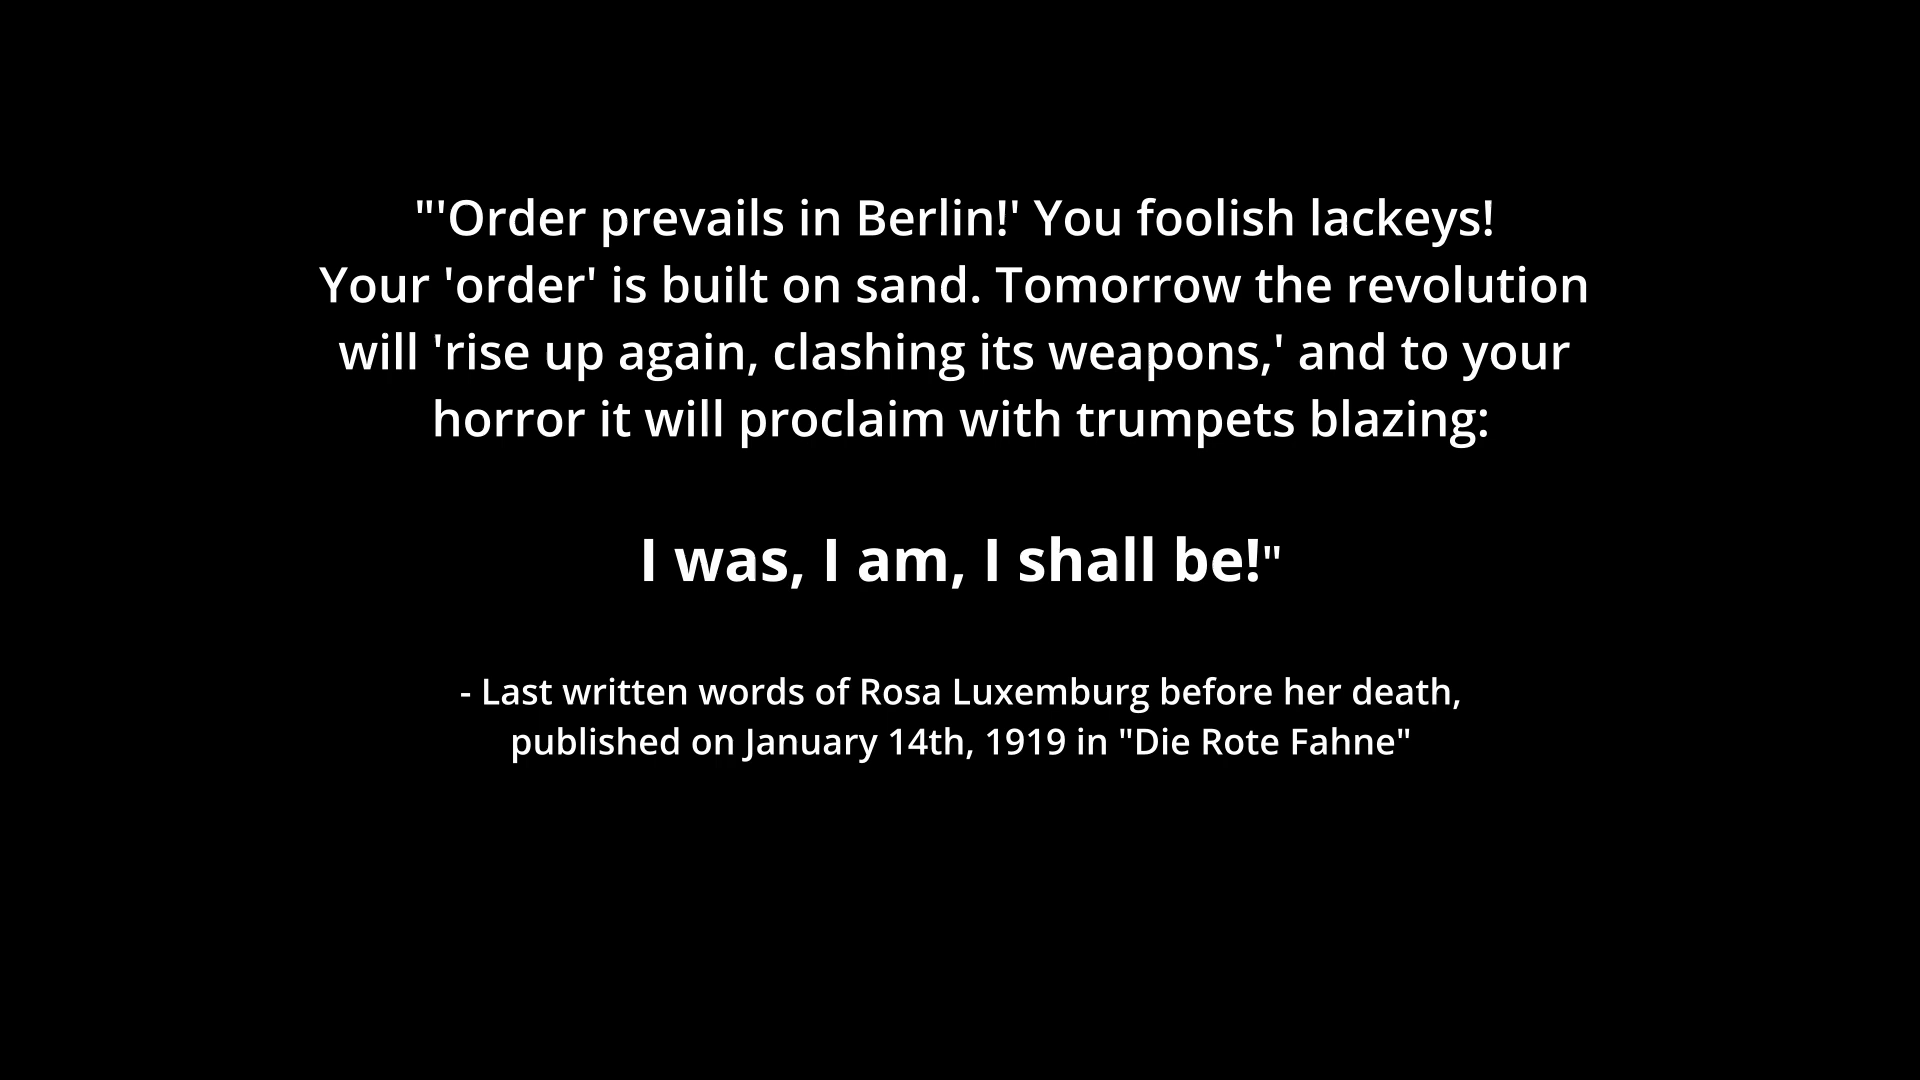 "'Order prevails in Berlin!' You foolish lackeys!
Your 'order' is built on sand. Tomorrow the revolution
will 'rise up again, clashing its weapons,' and to your
horror it will proclaim with trumpets blazing:
I was, I am, I shall be!"
- Last written words of Rosa Luxemburg before her death,
published on January 14th, 1919 in "Die Rote Fahne"